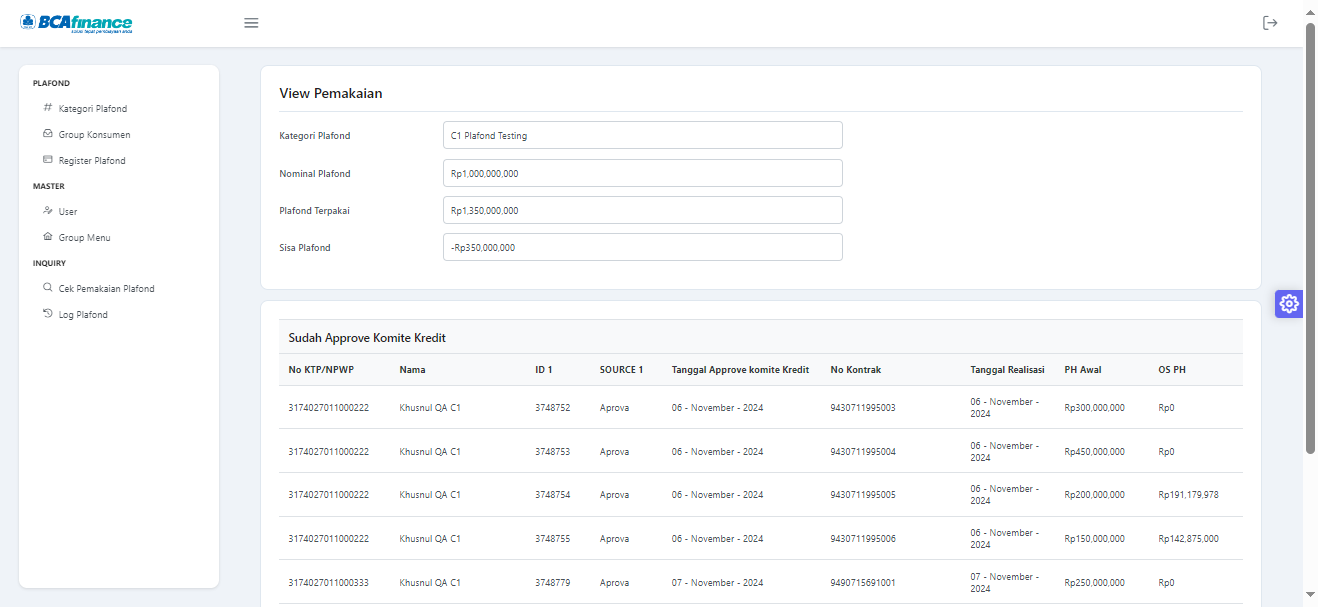 BCAfinance
solusi tepat pembiayaan anda
PLAFOND
Kategori Plafond
Group Konsumen
Register Plafond
MASTER
User
Group Menu
INQUIRY
Cek Pemakaian Plafond
Log Plafond
View Pemakaian
Kategori Plafond C1 Plafond Testing
Nominal Plafond Rp1,000,000,000
Plafond Terpakai Rp1,350,000,000
Sisa Plafond -Rp350,000,000
Sudah Approve Komite Kredit
No KTP/NPWP Nama ID 1 SOURCE 1 Tanggal Approve komite Kredit No Kontrak Tanggal Realisasi PH Awal OS PH
3174027011000222 Khusnul QA C1 3748752 Aprova 06 - November - 2024 9430711995003 06 - November - 2024 Rp300,000,000 Rp0
3174027011000222 Khusnul QA C1 3748753 Aprova 06 - November - 2024 9430711995004 06 - November - 2024 Rp450,000,000 Rp0
3174027011000222 Khusnul QA C1 3748754 Aprova 06 - November - 2024 9430711995005 06 - November - 2024 Rp200,000,000 Rp191,179,978
3174027011000222 Khusnul QA C1 3748755 Aprova 06 - November - 2024 9430711995006 06 - November - 2024 Rp150,000,000 Rp142,875,000
3174027011000333 Khusnul QA C1 3748779 Aprova 07 - November - 2024 9490715691001 07 - November - 2024 Rp250,000,000 Rp0